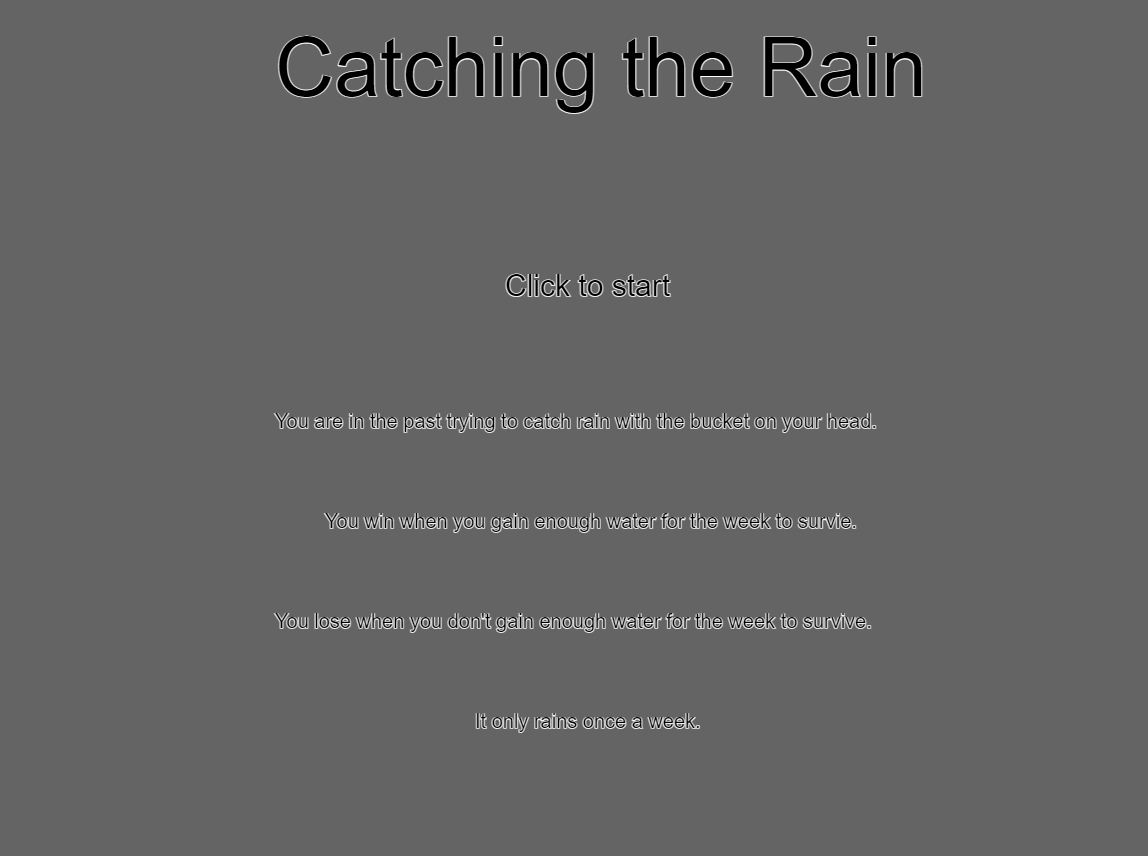 Catching the Rain
Click to start
You are in the past trying to catch rain with the bucket on your head.
You win when you gain enough water for the week to survie.
You lose when you don't gain enough water for the week to survive.
It only rains once a week.